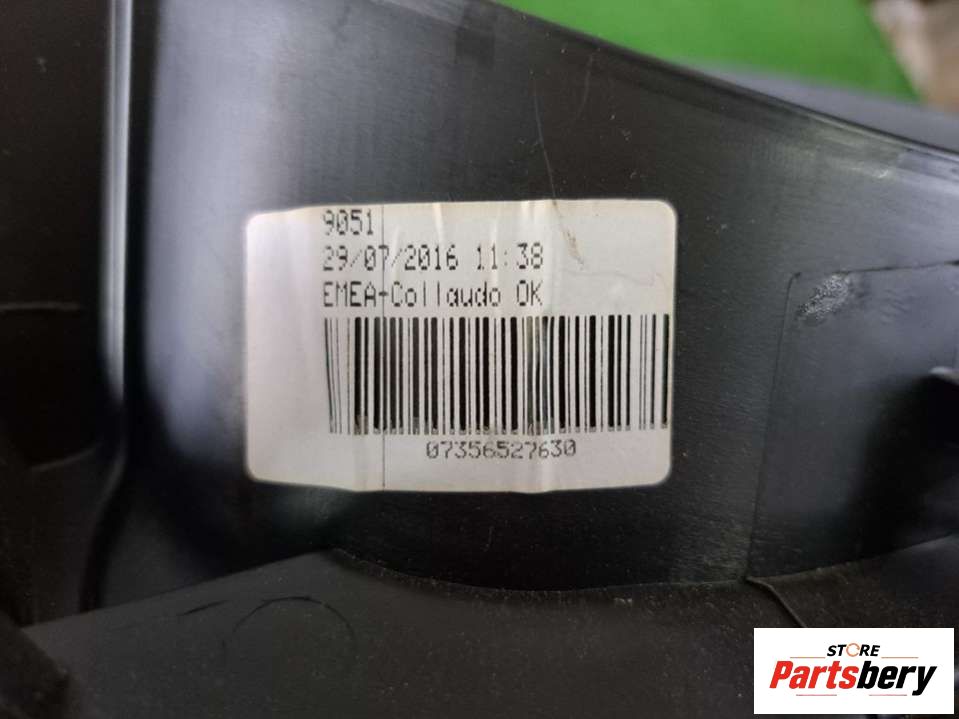 9051
29/07/2016 11:38
EMEA-Collaudo OK
07356527630
STORE
Partsbery